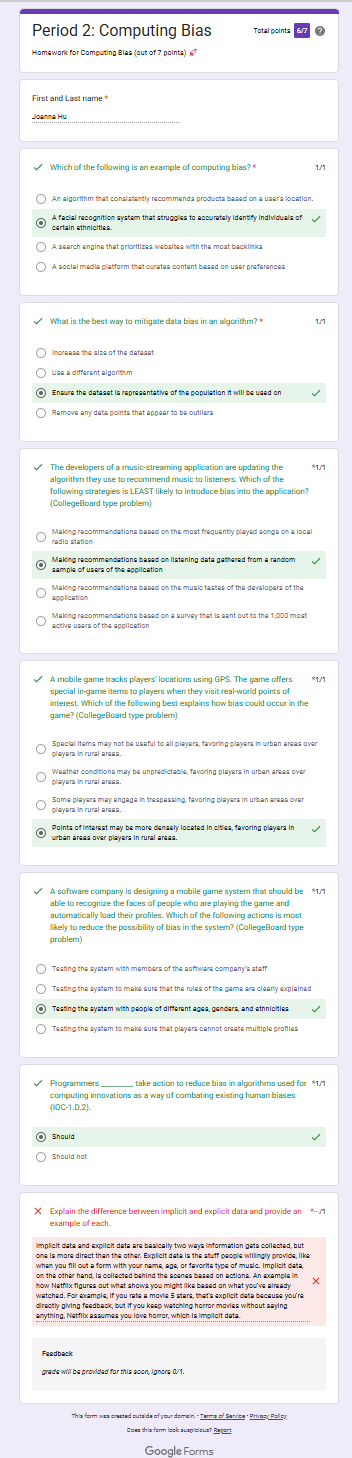 Period 2: Computing Bias
Total points 6/7
Homework for Computing Bias (out of 7 points) 🚀
First and Last name *
Joanna Hu
Which of the following is an example of computing bias? *
1/1
An algorithm that consistently recommends products based on a user's location.
A facial recognition system that struggles to accurately identify individuals of
certain ethnicities.
A search engine that prioritizes websites with the most backlinks
A social media platform that curates content based on user preferences
What is the best way to mitigate data bias in an algorithm? *
1/1
Increase the size of the dataset
Use a different algorithm
Ensure the dataset is representative of the population it will be used on
Remove any data points that appear to be outliers
The developers of a music-streaming application are updating the
*1/1
algorithm they use to recommend music to listeners. Which of the
following strategies is LEAST likely to introduce bias into the application?
(CollegeBoard type problem)
Making recommendations based on the most frequently played songs on a local
radio station
Making recommendations based on listening data gathered from a random
sample of users of the application
Making recommendations based on the music tastes of the developers of the
application
Making recommendations based on a survey that is sent out to the 1,000 most
active users of the application
A mobile game tracks players' locations using GPS. The game offers
*1/1
special in-game items to players when they visit real-world points of
interest. Which of the following best explains how bias could occur in the
game? (CollegeBoard type problem)
Special items may not be useful to all players, favoring players in urban areas over
players in rural areas.
Weather conditions may be unpredictable, favoring players in urban areas over
players in rural areas.
Some players may engage in trespassing, favoring players in urban areas over
players in rural areas.
Points of interest may be more densely located in cities, favoring players in
urban areas over players in rural areas.
A software company is designing a mobile game system that should be
*1/1
able to recognize the faces of people who are playing the game and
automatically load their profiles. Which of the following actions is most
likely to reduce the possibility of bias in the system? (CollegeBoard type
problem)
Testing the system with members of the software company's staff
Testing the system to make sure that the rules of the game are clearly explained
Testing the system with people of different ages, genders, and ethnicities
Testing the system to make sure that players cannot create multiple profiles
Programmers ________ take action to reduce bias in algorithms used for
*1/1
computing innovations as a way of combating existing human biases
(IOC-1.D.2).
Should
Should not
Explain the difference between implicit and explicit data and provide an
*···/1
example of each.
Implicit data and explicit data are basically two ways information gets collected, but
one is more direct than the other. Explicit data is the stuff people willingly provide, like
when you fill out a form with your name, age, or favorite type of music. Implicit data,
on the other hand, is collected behind the scenes based on actions. An example in
how Netflix figures out what shows you might like based on what you've already
watched. For example, if you rate a movie 5 stars, that's explicit data because you're
directly giving feedback, but if you keep watching horror movies without saying
anything, Netflix assumes you love horror, which is implicit data.
Feedback
grade will be provided for this soon, ignore 0/1.
This form was created outside of your domain. - Terms of Service - Privacy Policy
Does this form look suspicious? Report
Google Forms